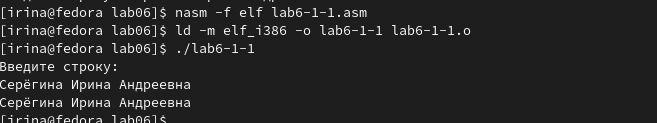 [irina@fedora lab06]$ nasm -f elf lab6-1-1.asm
[irina@fedora lab06]$ ld -m elf_i386 -o lab6-1-1 lab6-1-1.o
[irina@fedora lab06]$ ./lab6-1-1
Введите строку:
Серёгина Ирина Андреевна
Серёгина Ирина Андреевна
[irina@fedora lab06]$